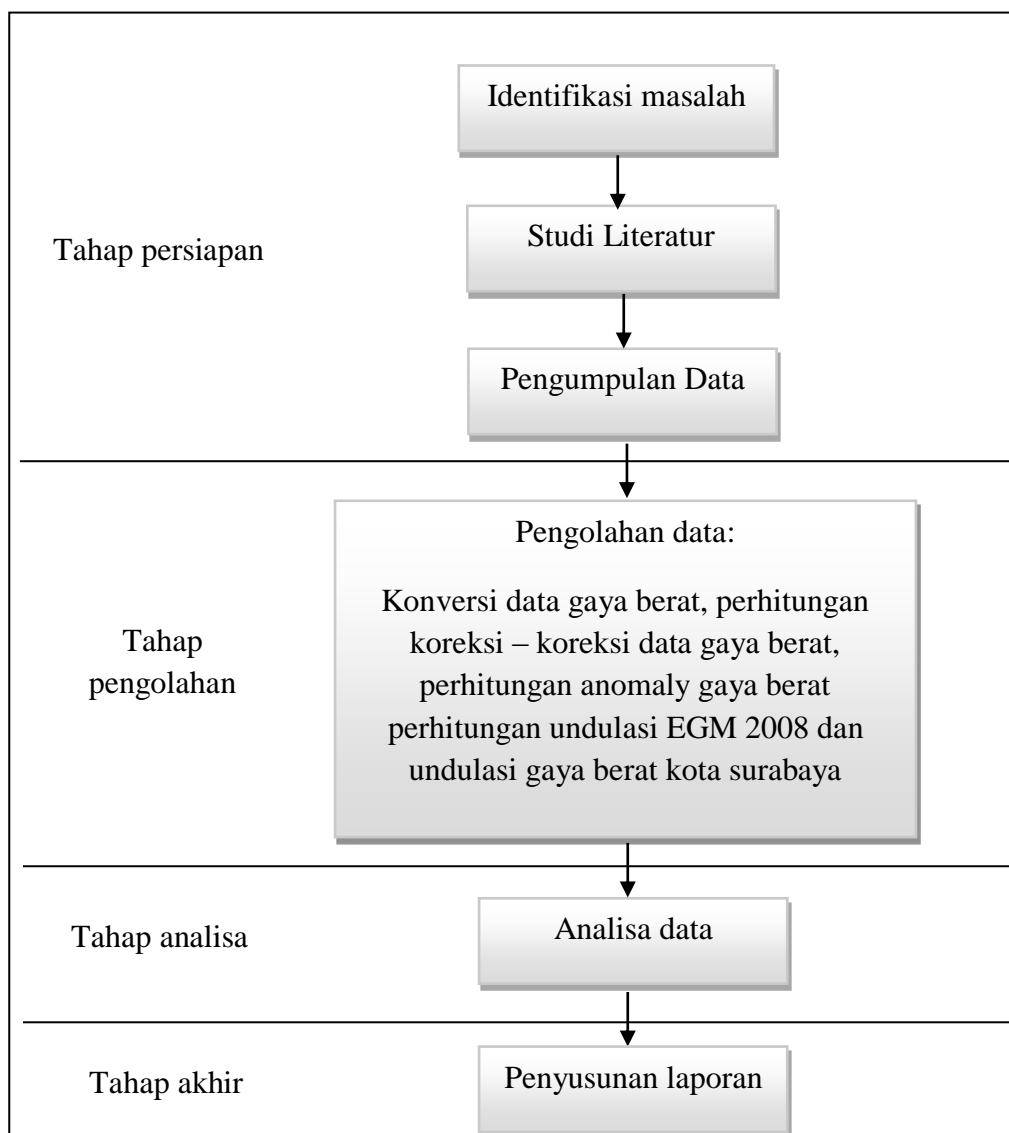 Identifikasi masalah
Tahap persiapan
Studi Literatur
Pengumpulan Data
Tahap
pengolahan
Pengolahan data:
Konversi data gaya berat, perhitungan
koreksi – koreksi data gaya berat,
perhitungan anomaly gaya berat
perhitungan undulasi EGM 2008 dan
undulasi gaya berat kota surabaya
Tahap analisa
Analisa data
Tahap akhir
Penyusunan laporan